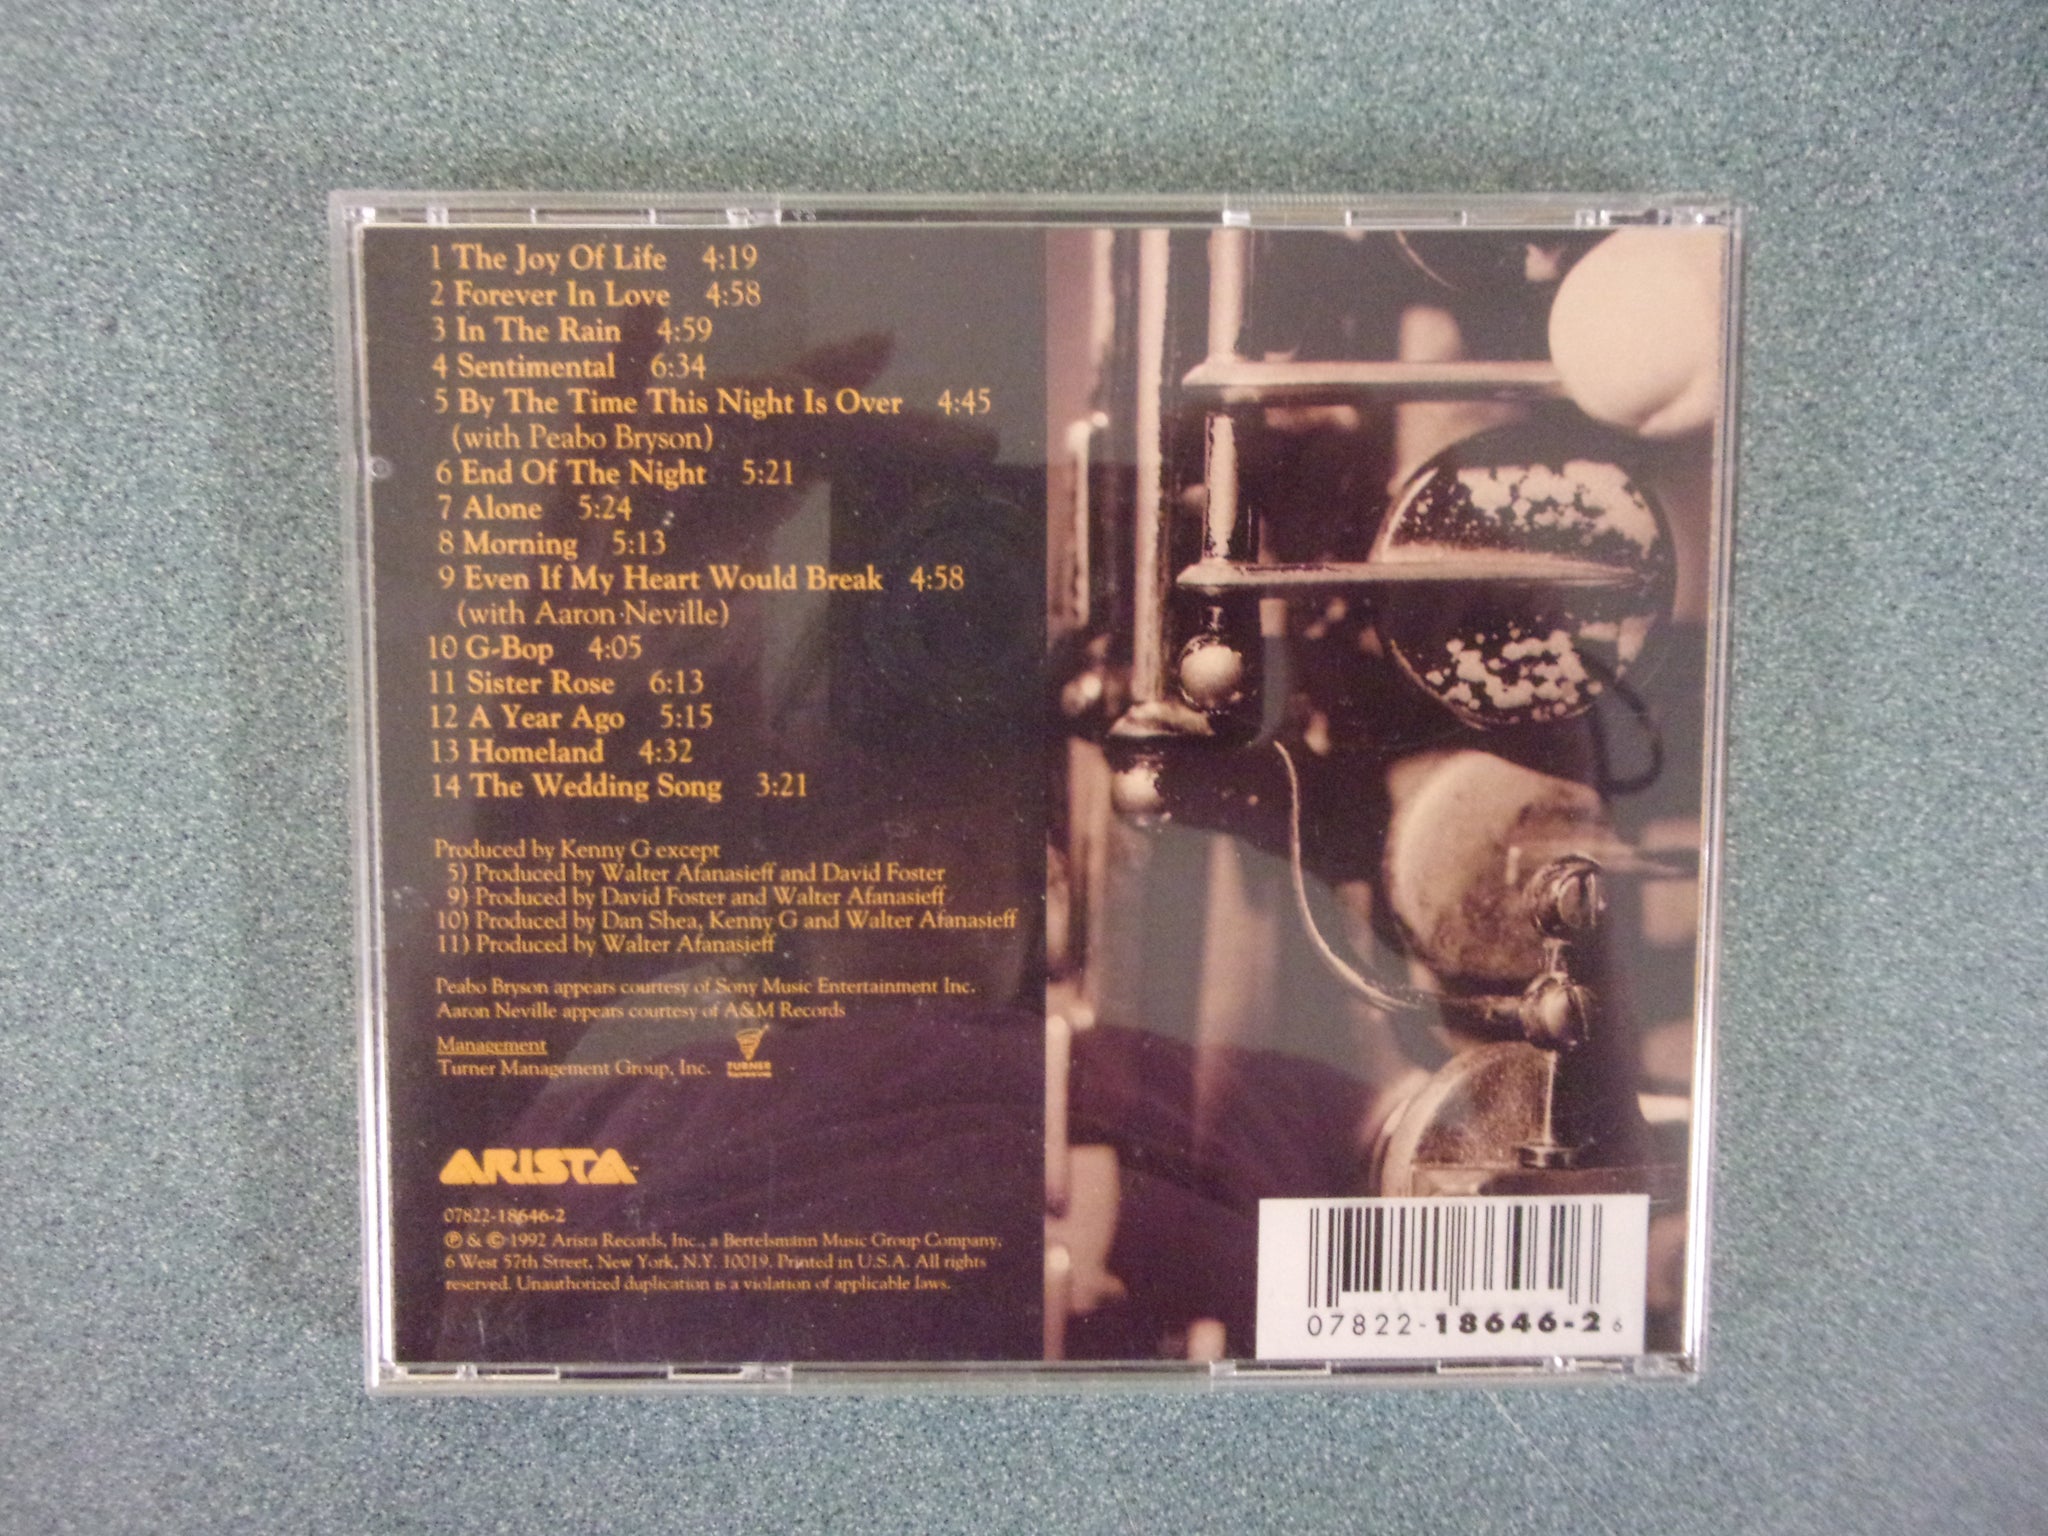 1 The Joy Of Life 4:19
2 Forever In Love 4:58
3 In The Rain 4:59
4 Sentimental 6:34
5 By The Time This Night Is Over 4:45
(with Peabo Bryson)
6 End Of The Night 5:21
7 Alone 5:24
8 Morning 5:13
9 Even If My Heart Would Break 4:58
(with Aaron Neville)
10 G-Bop 4:05
11 Sister Rose 6:13
12 A Year Ago 5:15
13 Homeland 4:32
14 The Wedding Song 3:21
Produced by Kenny G except
5) Produced by Walter Afanasieff and David Foster
9) Produced by David Foster and Walter Afanasieff
10) Produced by Dan Shea, Kenny G and Walter Afanasieff
11) Produced by Walter Afanasieff
Peabo Bryson appears courtesy of Sony Music Entertainment Inc.
Aaron Neville appears courtesy of A&M Records
Management
Turner Management Group, Inc.
TURNER
ARISTA
07822-18646-2
℗ & © 1992 Arista Records, Inc., a Bertelsmann Music Group Company,
6 West 57th Street, New York, N.Y. 10019. Printed in U.S.A. All rights
reserved. Unauthorized duplication is a violation of applicable laws.
07822-18646-2 6